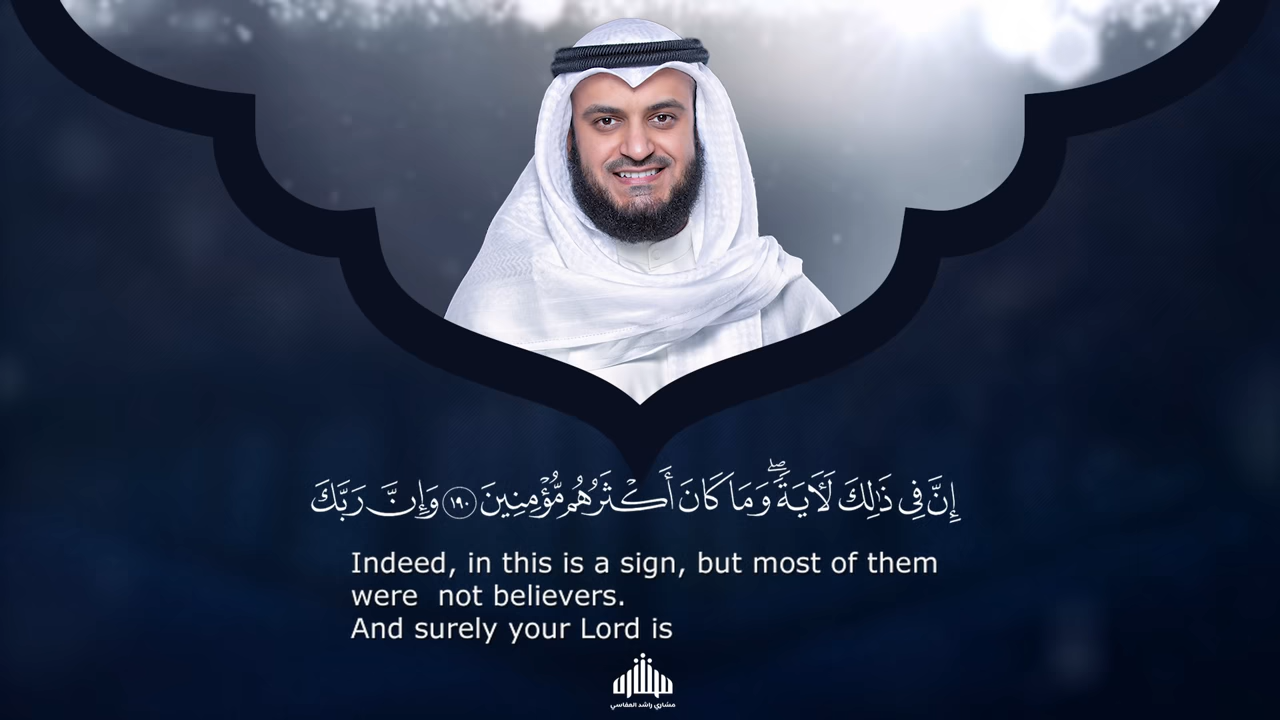 إِنَّ فِي ذَٰلِكَ لَآيَةً ۖ وَمَا كَانَ أَكْثَرُهُم مُّؤْمِنِينَ ١٩٠ وَإِنَّ رَبَّكَ
Indeed, in this is a sign, but most of them
were  not believers.
And surely your Lord is
مشاري راشد العفاسي